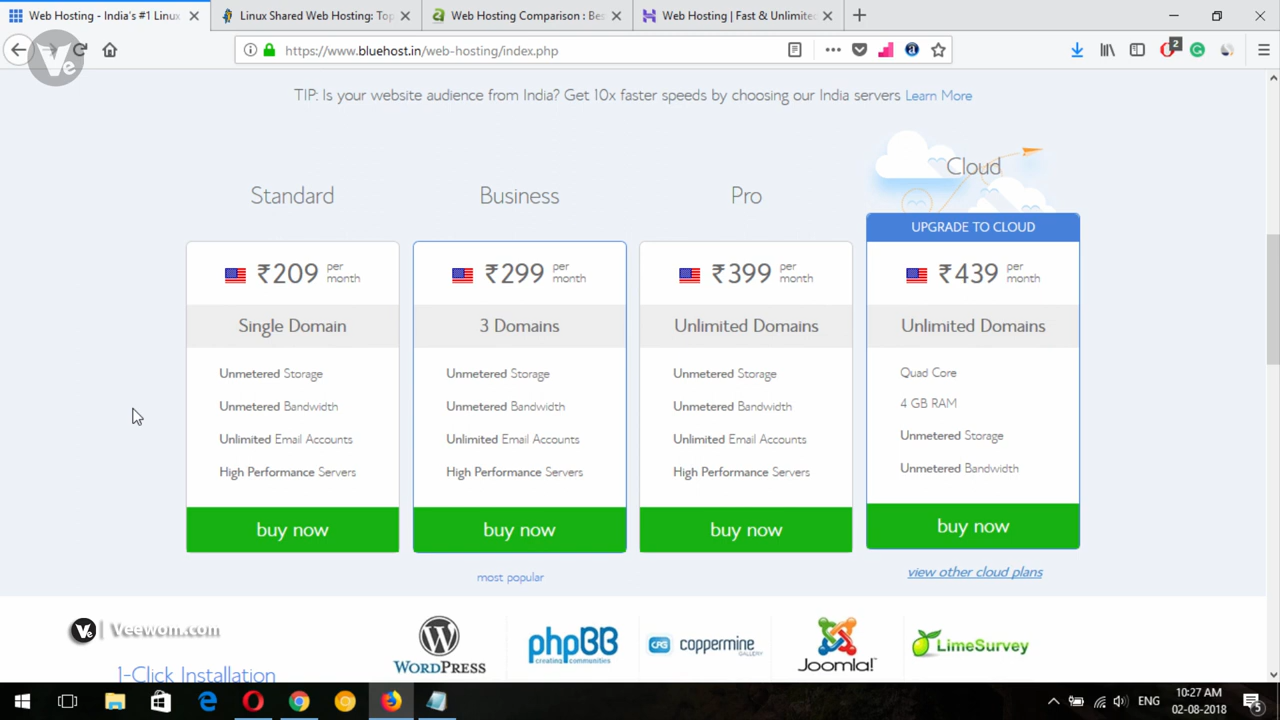 Web Hosting - India's #1 Linux
Linux Shared Web Hosting: Top
Web Hosting Comparison : Bes
Web Hosting | Fast & Unlimited
https://www.bluehost.in/web-hosting/index.php
2
Ve
TIP: Is your website audience from India? Get 10x faster speeds by choosing our India servers Learn More
Standard
Business
Pro
Cloud
UPGRADE TO CLOUD
₹209 per month
₹299 per month
₹399 per month
₹439 per month
Single Domain
3 Domains
Unlimited Domains
Unlimited Domains
Unmetered Storage
Unmetered Bandwidth
Unlimited Email Accounts
High Performance Servers
Unmetered Storage
Unmetered Bandwidth
Unlimited Email Accounts
High Performance Servers
Unmetered Storage
Unmetered Bandwidth
Unlimited Email Accounts
High Performance Servers
Quad Core
4 GB RAM
Unmetered Storage
Unmetered Bandwidth
buy now
buy now
buy now
buy now
most popular
view other cloud plans
Ve | Veewom.com
1-Click Installation
WORDPRESS
phpBB
creating communities
CPG coppermine
GALLERY
Joomla!
LimeSurvey
ENG
10:27 AM
02-08-2018
5